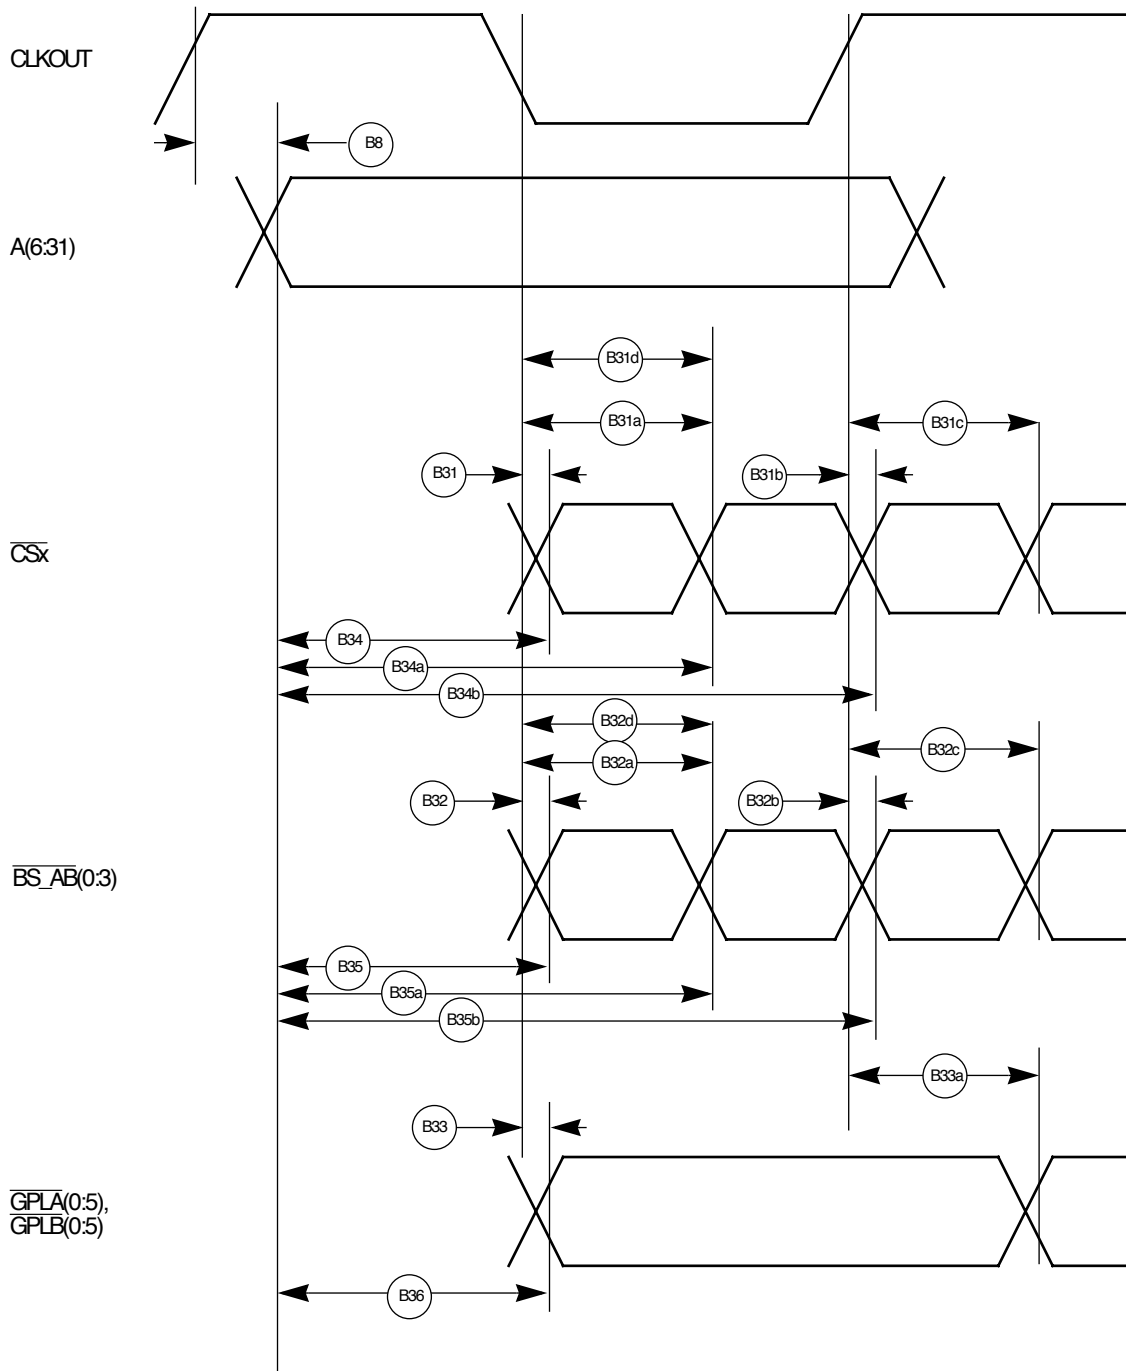 CLKOUT
B8
A(6:31)
B31d
B31a
B31c
B31
B31b
CSx
B34
B34a
B34b
B32d
B32a
B32c
B32
B32b
BS_AB(0:3)
B35
B35a
B35b
B33a
B33
GPLA(0:5),
GPLB(0:5)
B36